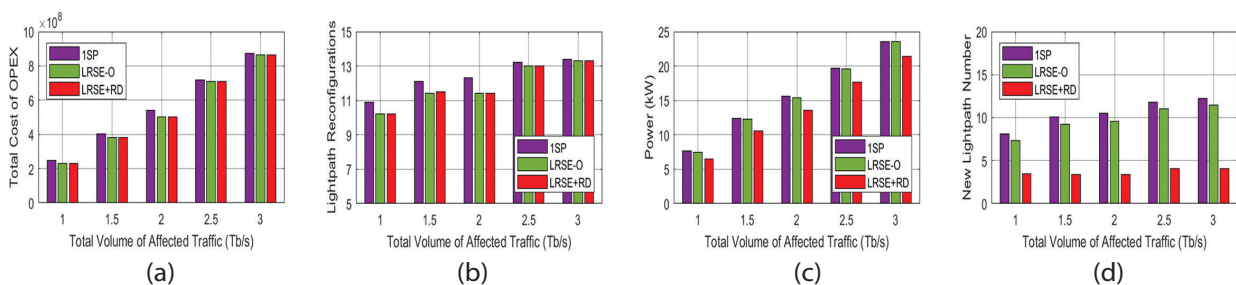 ×10^8
Total Cost of OPEX
10
8
6
4
2
0
1SP
LRSE-O
LRSE+RD
1 1.5 2 2.5 3
Total Volume of Affected Traffic (Tb/s)
(a)
Lightpath Reconfigurations
15
13
11
9
7
5
1SP
LRSE-O
LRSE+RD
1 1.5 2 2.5 3
Total Volume of Affected Traffic (Tb/s)
(b)
Power (kW)
25
20
15
10
5
0
1SP
LRSE-O
LRSE+RD
1 1.5 2 2.5 3
Total Volume of Affected Traffic (Tb/s)
(c)
New Lightpath Number
20
15
10
5
0
1SP
LRSE-O
LRSE+RD
1 1.5 2 2.5 3
Total Volume of Affected Traffic (Tb/s)
(d)